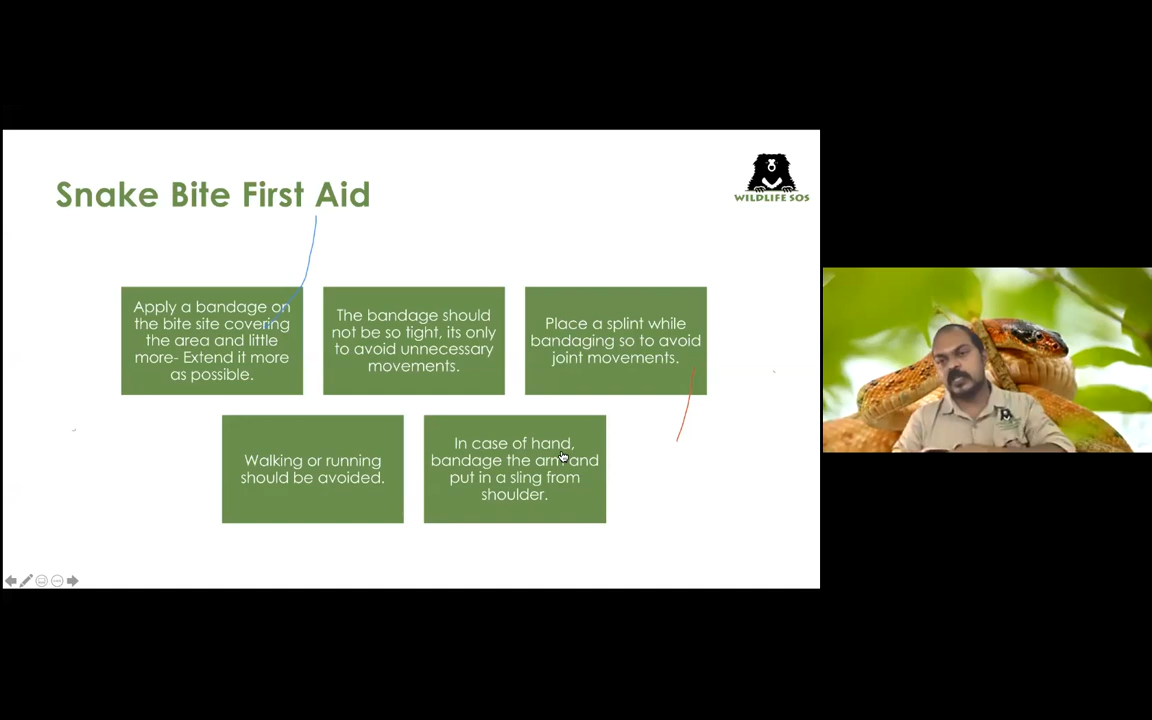 Snake Bite First Aid
WILDLIFE SOS
Apply a bandage on
the bite site covering
the area and little
more- Extend it more
as possible.
The bandage should
not be so tight, its only
to avoid unnecessary
movements.
Place a splint while
bandaging so to avoid
joint movements.
Walking or running
should be avoided.
In case of hand,
bandage the arm and
put in a sling from
shoulder.